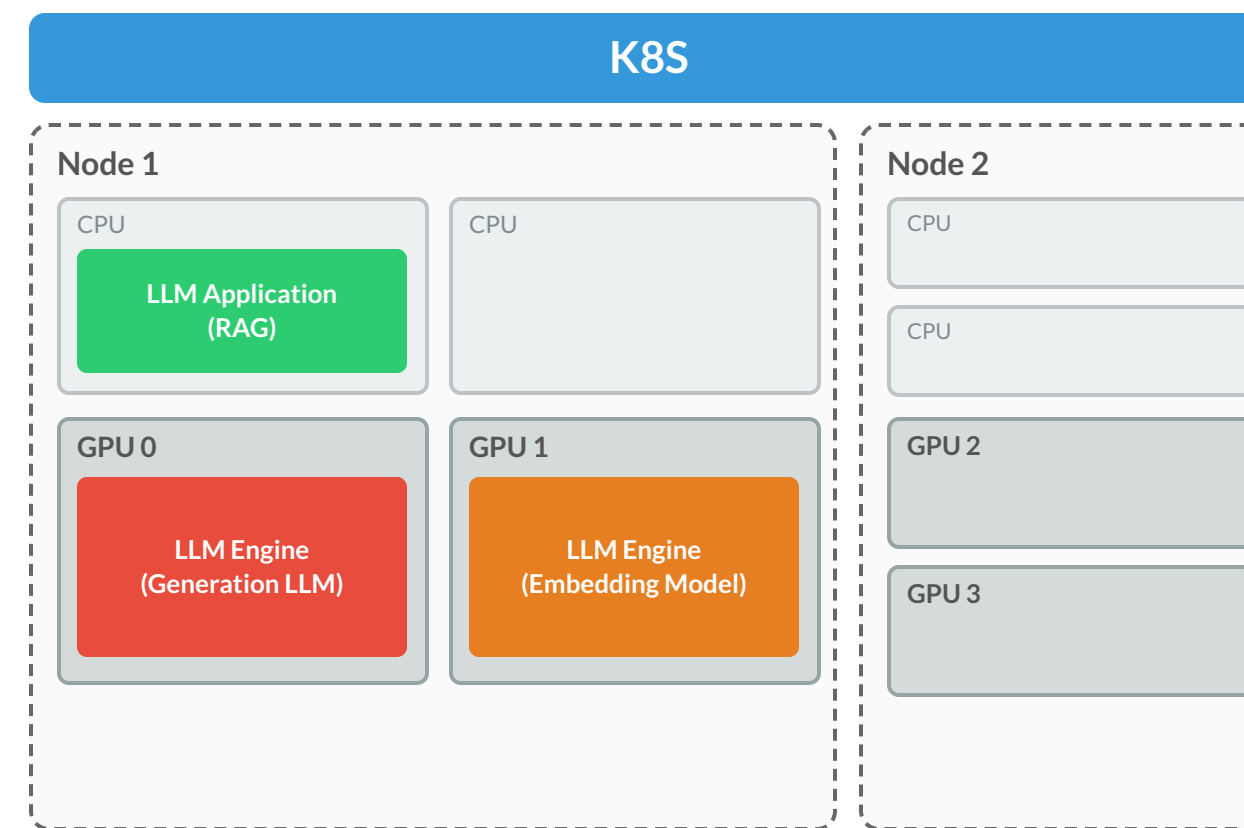 K8S
Node 1
CPU
LLM Application
(RAG)
CPU
GPU 0
LLM Engine
(Generation LLM)
GPU 1
LLM Engine
(Embedding Model)
Node 2
CPU
CPU
GPU 2
GPU 3